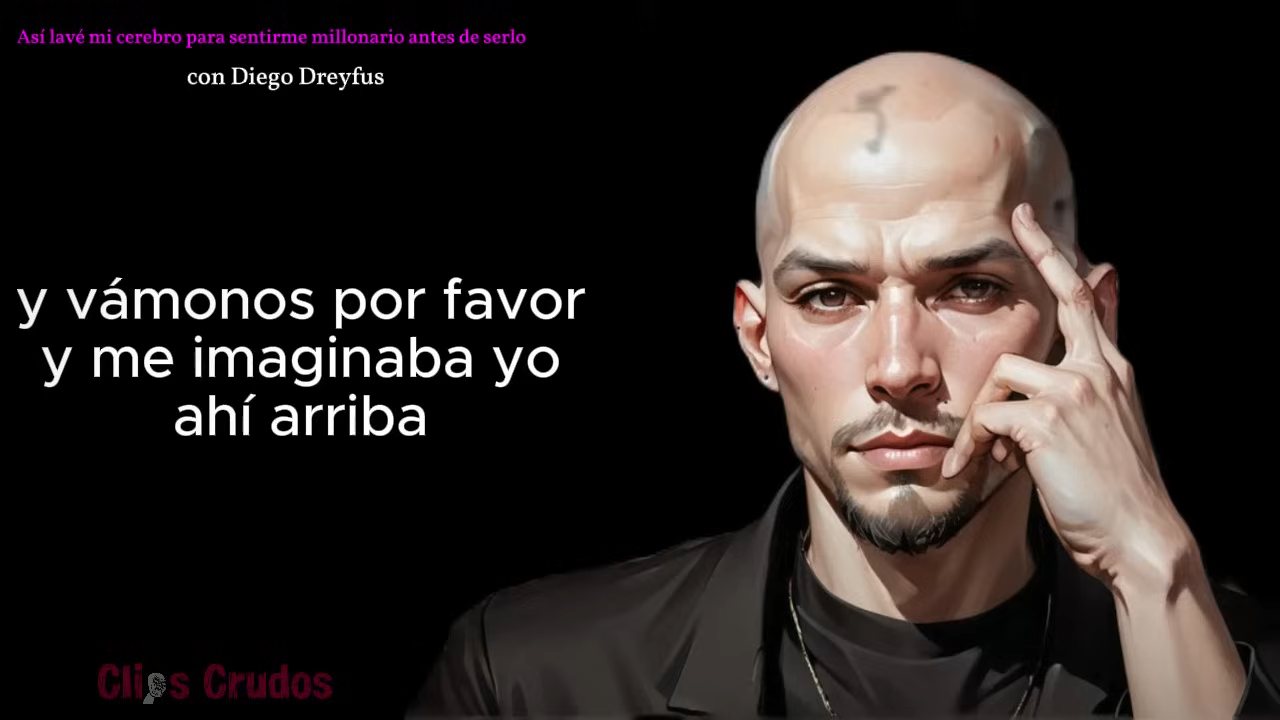 Así lavé mi cerebro para sentirme millonario antes de serlo
con Diego Dreyfus
y vámonos por favor
y me imaginaba yo
ahí arriba
Clips Crudos